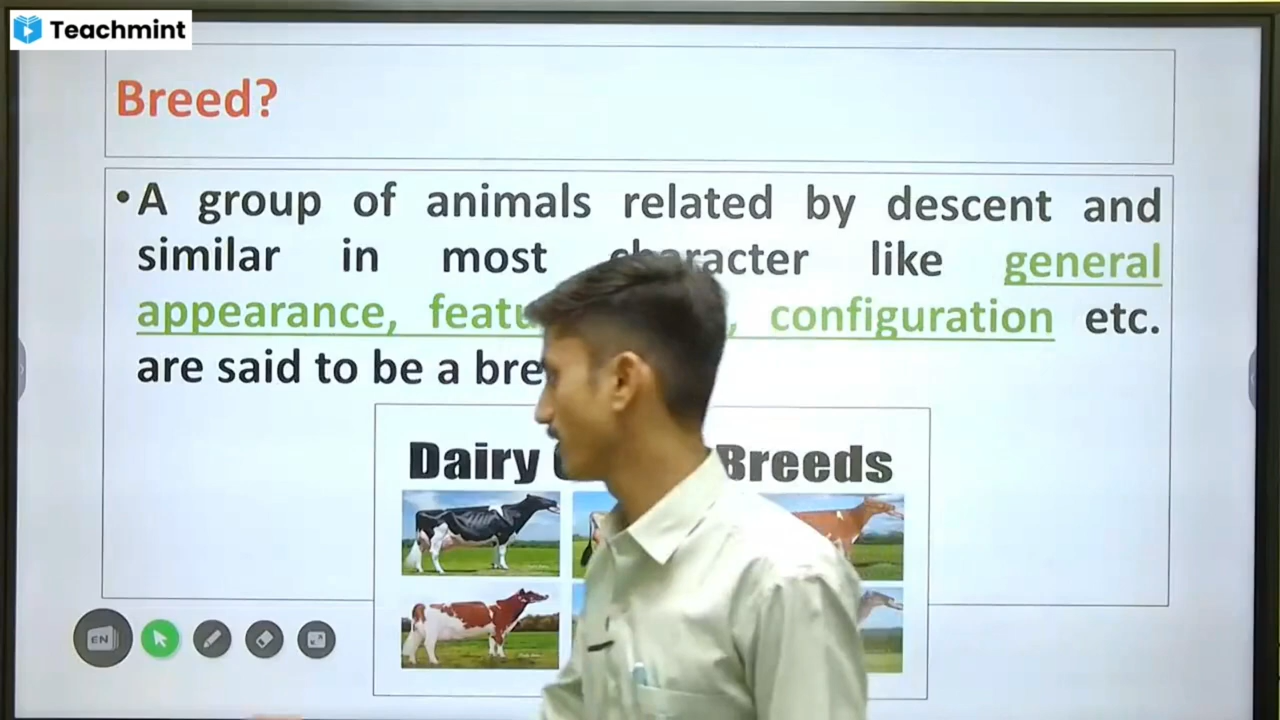 Teachmint
Breed?
• A group of animals related by descent and
similar in most character like general
appearance, configuration etc.
are said to be a
Dairy Breeds
EN